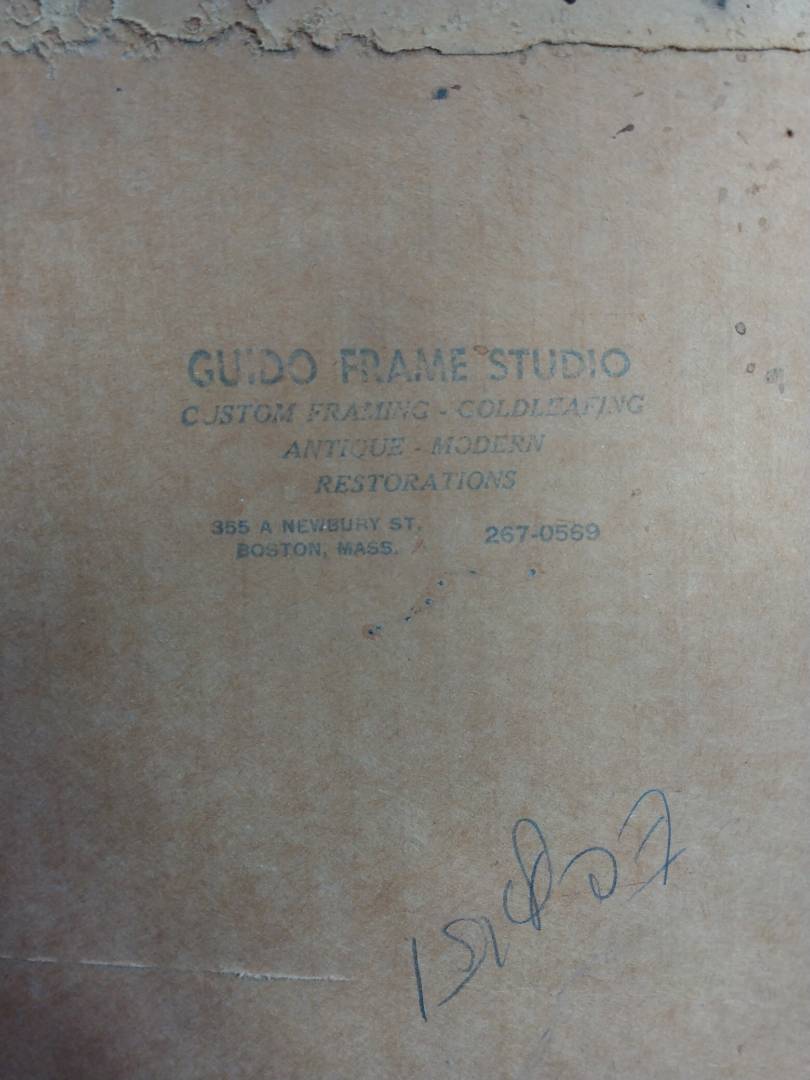 GUIDO FRAME STUDIO
CUSTOM FRAMING - GOLDLEAFING
ANTIQUE - MODERN
RESTORATIONS
355 A NEWBURY ST.
BOSTON, MASS.
267-0569